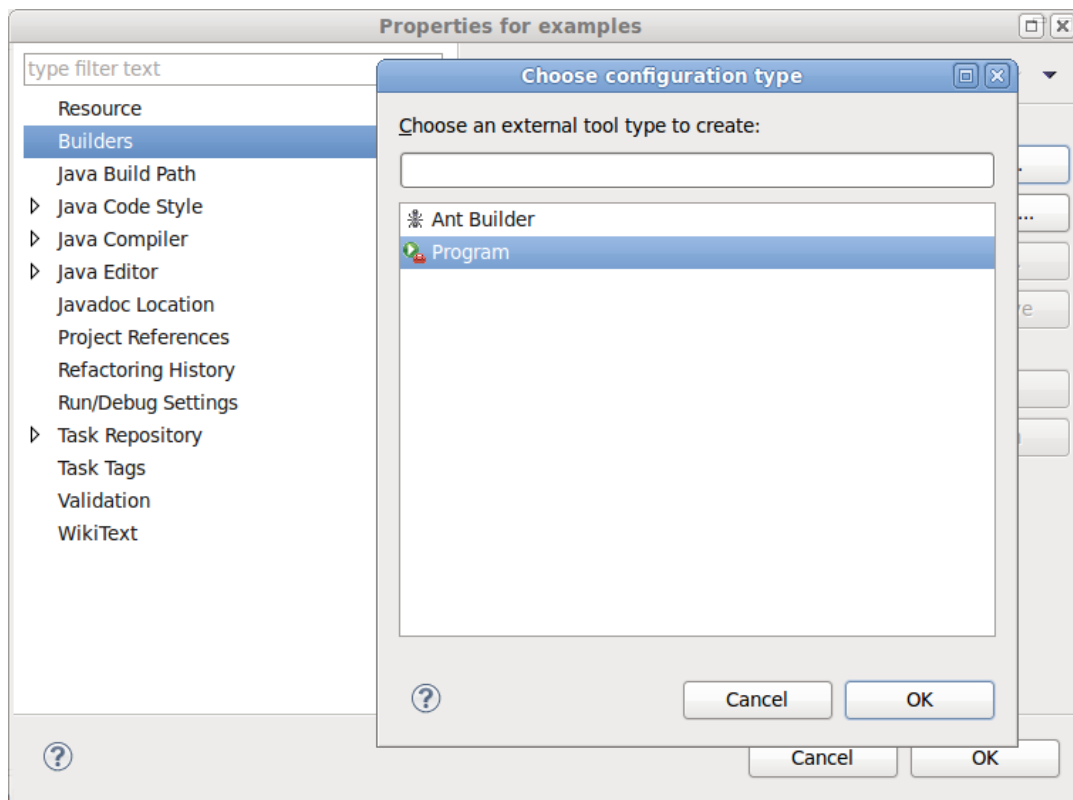 Properties for examples
type filter text
Resource
Builders
Java Build Path
Java Code Style
Java Compiler
Java Editor
Javadoc Location
Project References
Refactoring History
Run/Debug Settings
Task Repository
Task Tags
Validation
WikiText
Choose configuration type
Choose an external tool type to create:
Ant Builder
Program
Cancel OK
Cancel OK